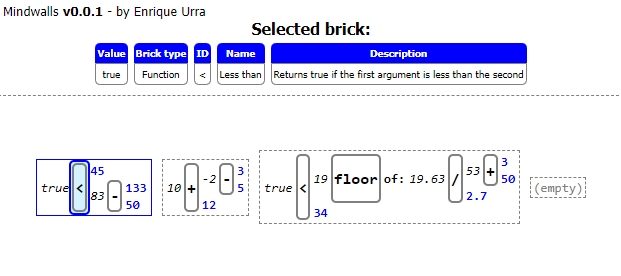 Mindwalls v0.0.1 - by Enrique Urra
Selected brick:
Value Brick type ID Name Description
true Function < Less than Returns true if the first argument is less than the second
true < 45 83 - 133 50
10 + -2 - 3 5 12
true < 19 floor of: 19.63 / 53 + 3 50 2.7 34
(empty)